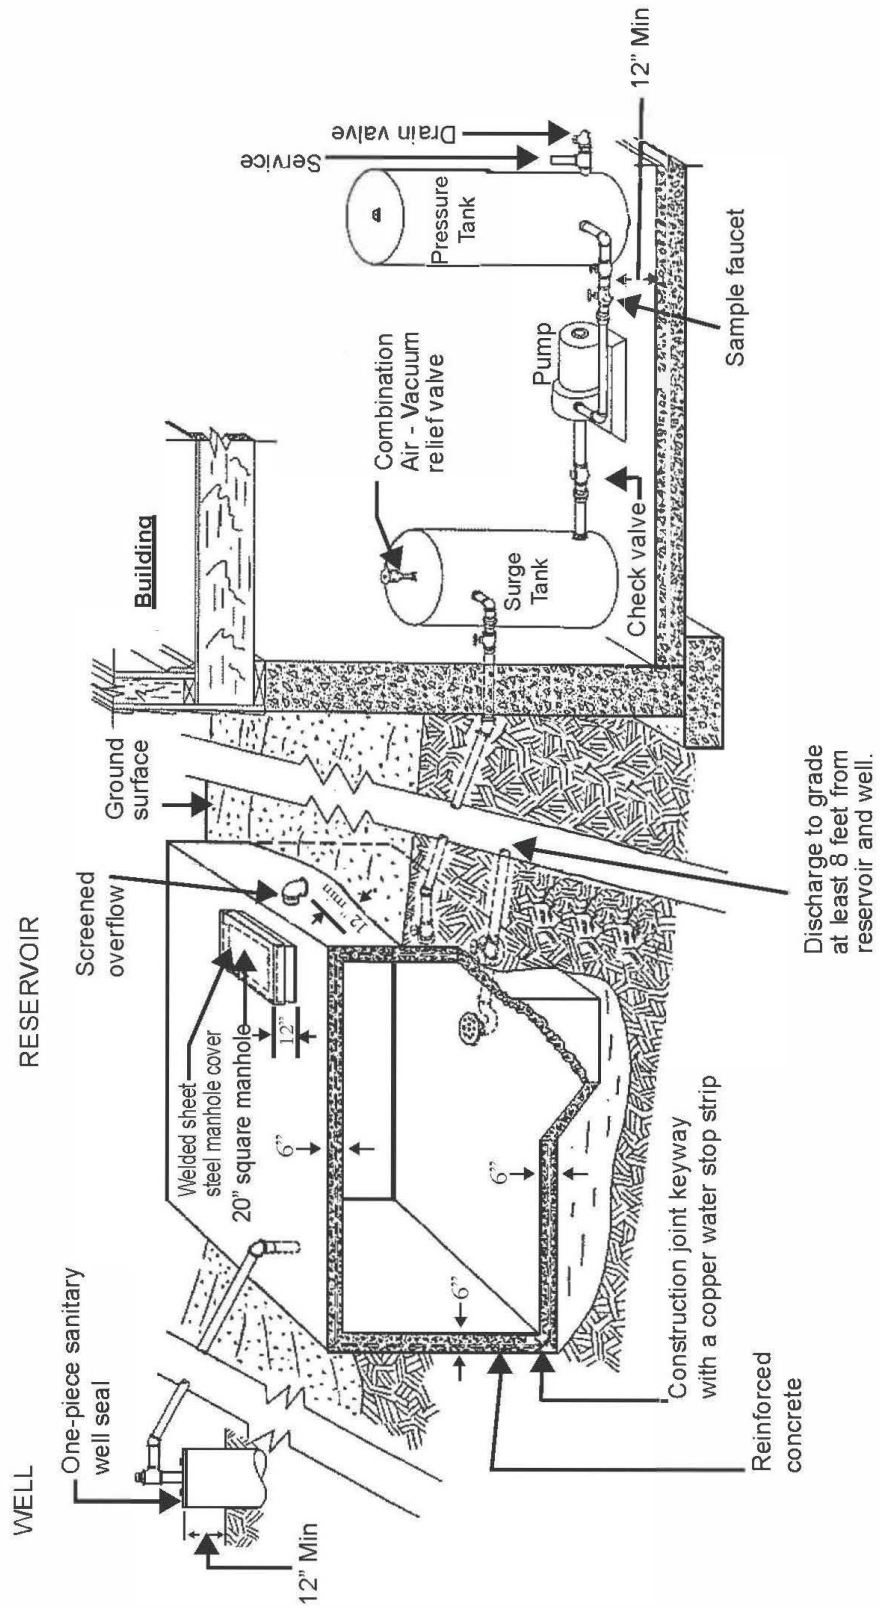 WELL
RESERVOIR
One-piece sanitary
well seal
12" Min
Screened
overflow
Ground
surface
Building
Welded sheet
steel manhole cover
20" square manhole
12"
12" min
6"
6"
6"
Combination
Air - Vacuum
relief valve
Surge
Tank
Check valve
Pump
Pressure
Tank
Service
Drain valve
12" Min
Sample faucet
Reinforced
concrete
Construction joint keyway
with a copper water stop strip
Discharge to grade
at least 8 feet from
reservoir and well.